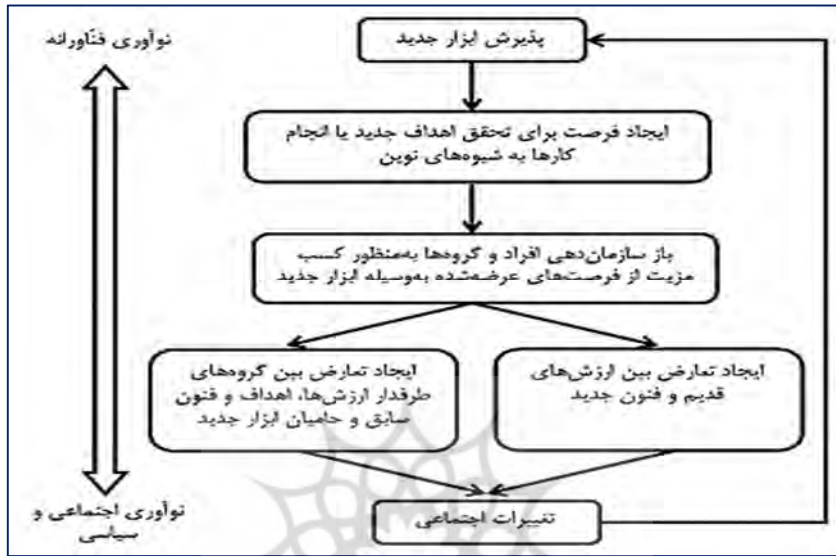 نوآوری فنّاورانه
پذیرش ابزار جدید
ایجاد فرصت برای تحقق اهداف جدید یا انجام
کارها به شیوه‌های نوین
باز سازمان‌دهی افراد و گروه‌ها به‌منظور کسب
مزیت از فرصت‌های عرضه‌شده به‌وسیله ابزار جدید
ایجاد تعارض بین ارزش‌های
قدیم و فنون جدید
ایجاد تعارض بین گروه‌های
طرفدار ارزش‌ها، اهداف و فنون
سابق و حامیان ابزار جدید
تغییرات اجتماعی
نوآوری اجتماعی و
سیاسی